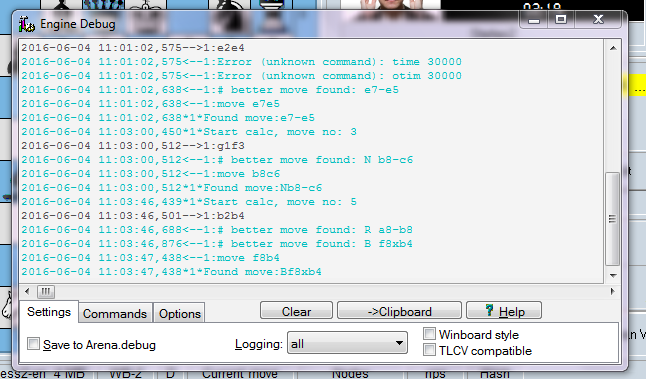 Engine Debug
2016-06-04 11:01:02,575-->1:e2e4
2016-06-04 11:01:02,575<--1:Error (unknown command): time 30000
2016-06-04 11:01:02,575<--1:Error (unknown command): otim 30000
2016-06-04 11:01:02,638<--1:# better move found: e7-e5
2016-06-04 11:01:02,638<--1:move e7e5
2016-06-04 11:01:02,638*1*Found move:e7-e5
2016-06-04 11:03:00,450*1*Start calc, move no: 3
2016-06-04 11:03:00,512-->1:g1f3
2016-06-04 11:03:00,512<--1:# better move found: N b8-c6
2016-06-04 11:03:00,512<--1:move b8c6
2016-06-04 11:03:00,512*1*Found move:Nb8-c6
2016-06-04 11:03:46,439*1*Start calc, move no: 5
2016-06-04 11:03:46,501-->1:b2b4
2016-06-04 11:03:46,688<--1:# better move found: R a8-b8
2016-06-04 11:03:46,876<--1:# better move found: B f8xb4
2016-06-04 11:03:47,438<--1:move f8b4
2016-06-04 11:03:47,438*1*Found move:Bf8xb4
Settings Commands Options Clear ->Clipboard ? Help
Save to Arena.debug Logging: all Winboard style
TLCV compatible
4 MB WB-2 D Current move Nodes nps Hash